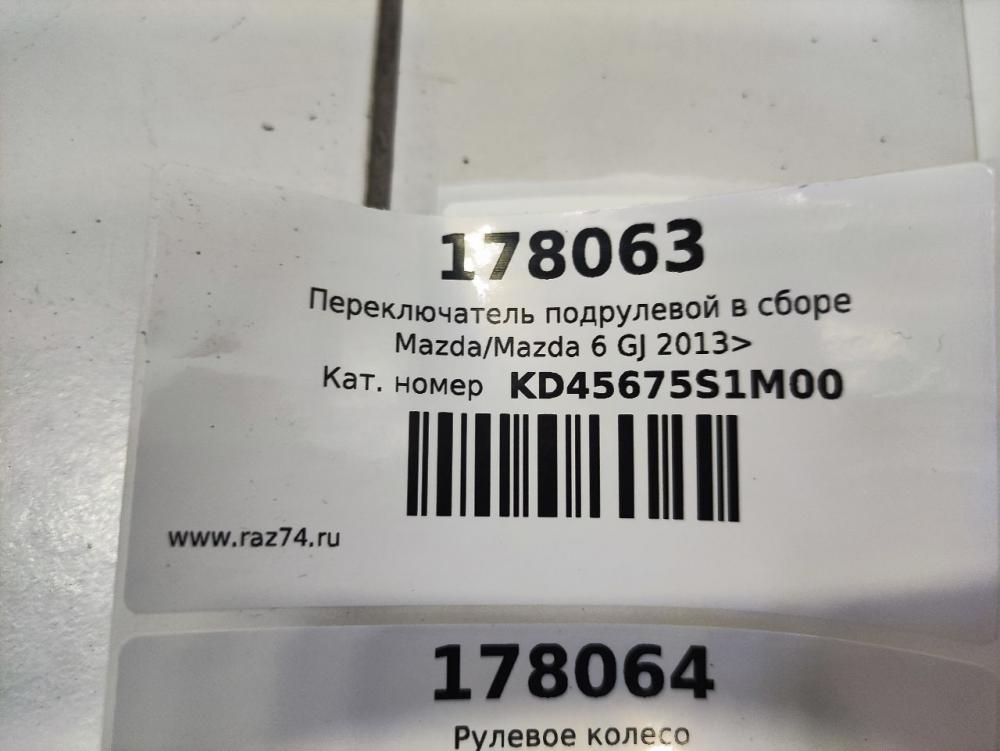 178063
Переключатель подрулевой в сборе
Mazda/Mazda 6 GJ 2013>
Кат. номер KD45675S1M00
www.raz74.ru
178064
Рулевое колесо